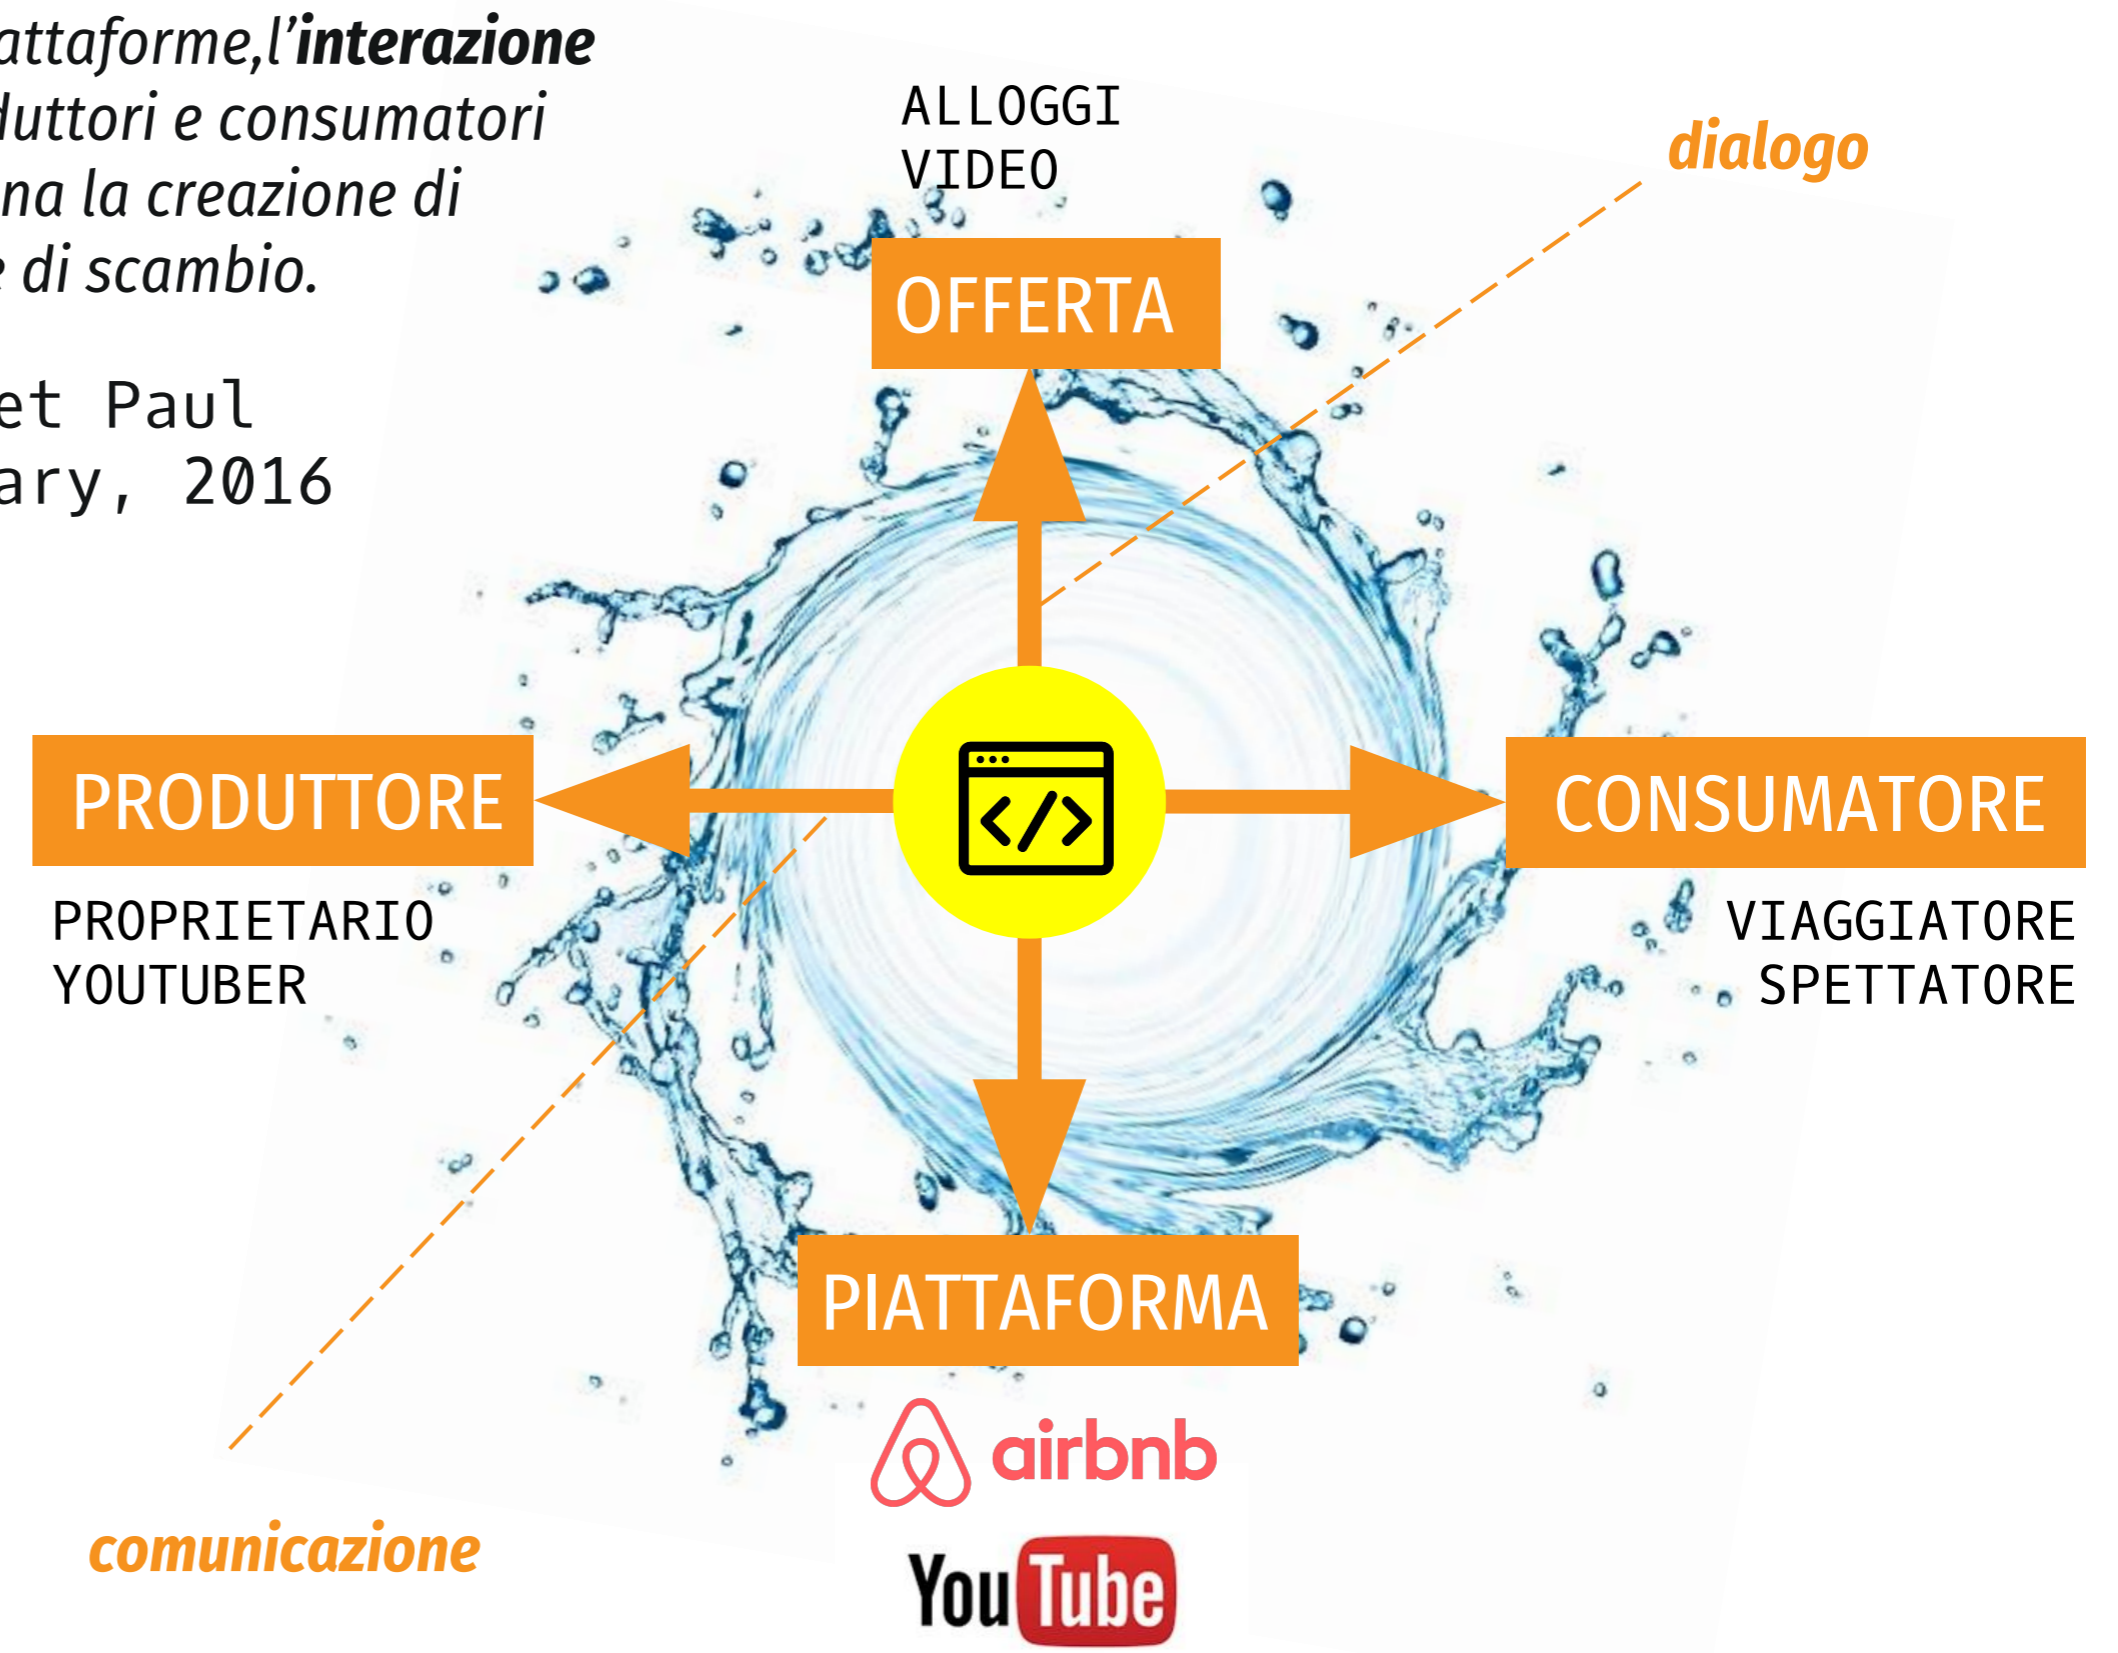 attaforme,l'interazione
duttori e consumatori
na la creazione di
e di scambio.
et Paul
ary, 2016
ALLOGGI
VIDEO
dialogo
OFFERTA
PRODUTTORE
CONSUMATORE
PROPRIETARIO
YOUTUBER
VIAGGIATORE
SPETTATORE
</>
PIATTAFORMA
airbnb
comunicazione
YouTube